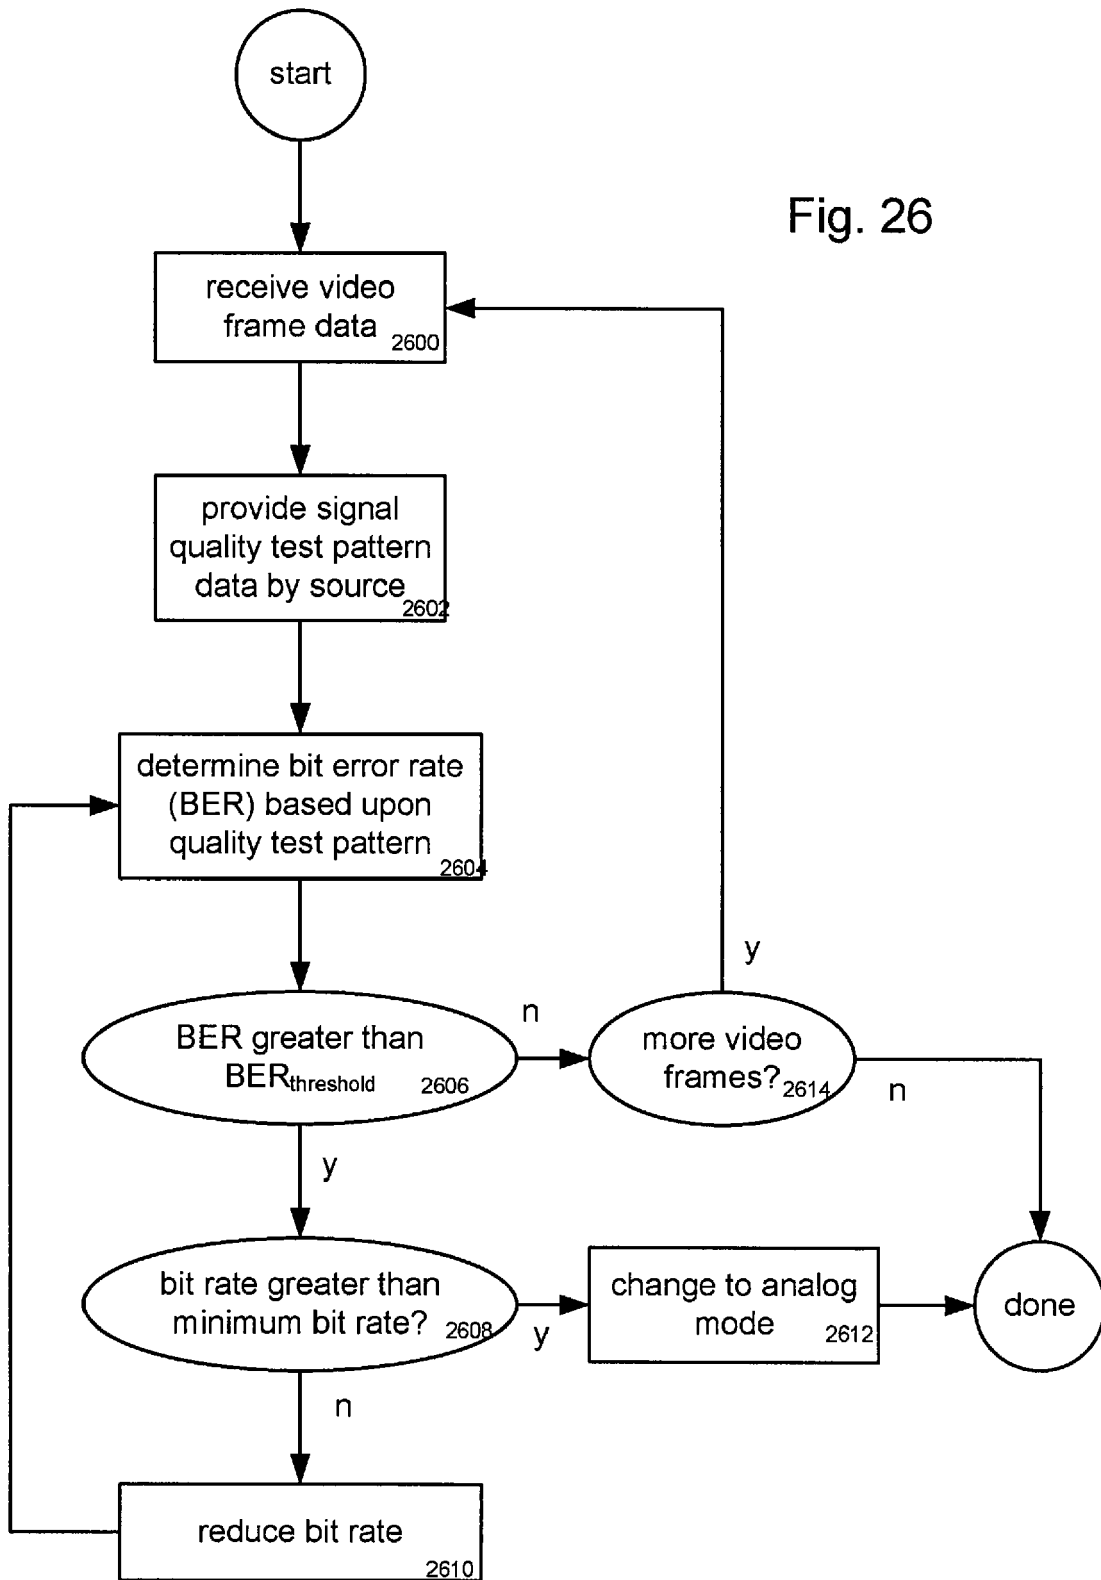 start
Fig. 26
receive video
frame data
2600
provide signal
quality test pattern
data by source
2602
determine bit error rate
(BER) based upon
quality test pattern
2604
y
BER greater than
BERthreshold
2606
n
more video
frames?
2614
n
y
bit rate greater than
minimum bit rate?
2608
y
change to analog
mode
2612
done
n
reduce bit rate
2610